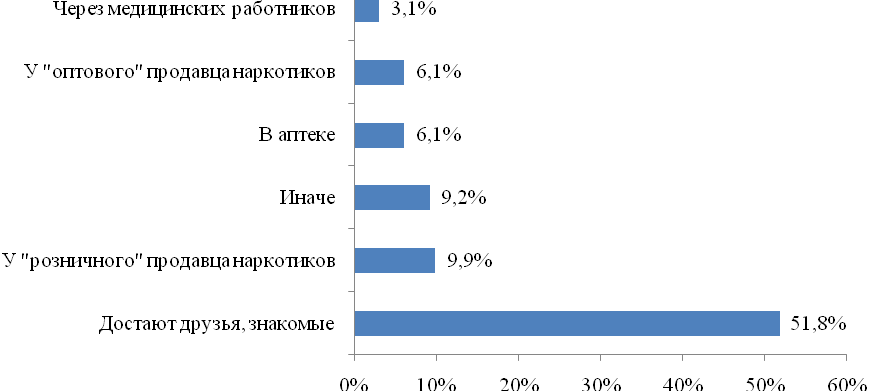 Через медицинских работников 3,1%
У "оптового" продавца наркотиков 6,1%
В аптеке 6,1%
Иначе 9,2%
У "розничного" продавца наркотиков 9,9%
Достают друзья, знакомые 51,8%
0% 10% 20% 30% 40% 50% 60%